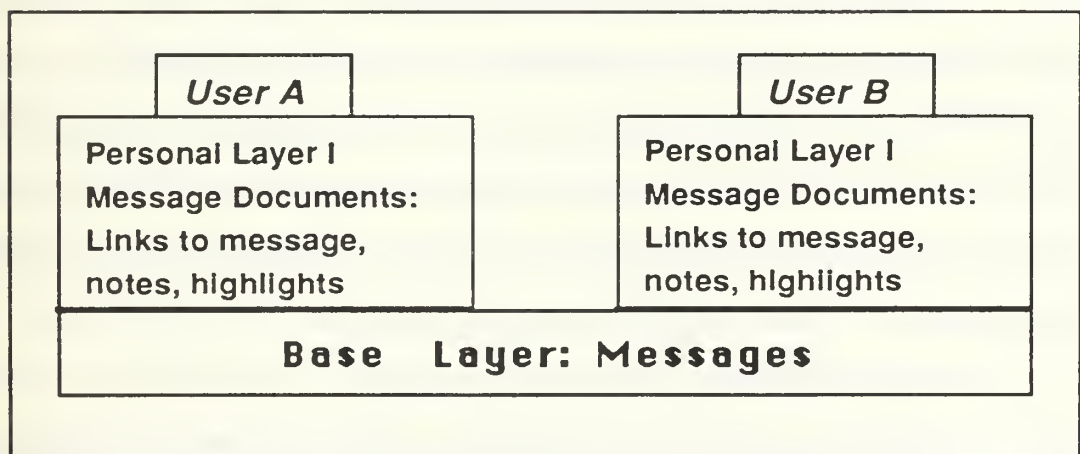 User A
Personal Layer I
Message Documents:
Links to message,
notes, highlights
User B
Personal Layer I
Message Documents:
Links to message,
notes, highlights
Base Layer: Messages